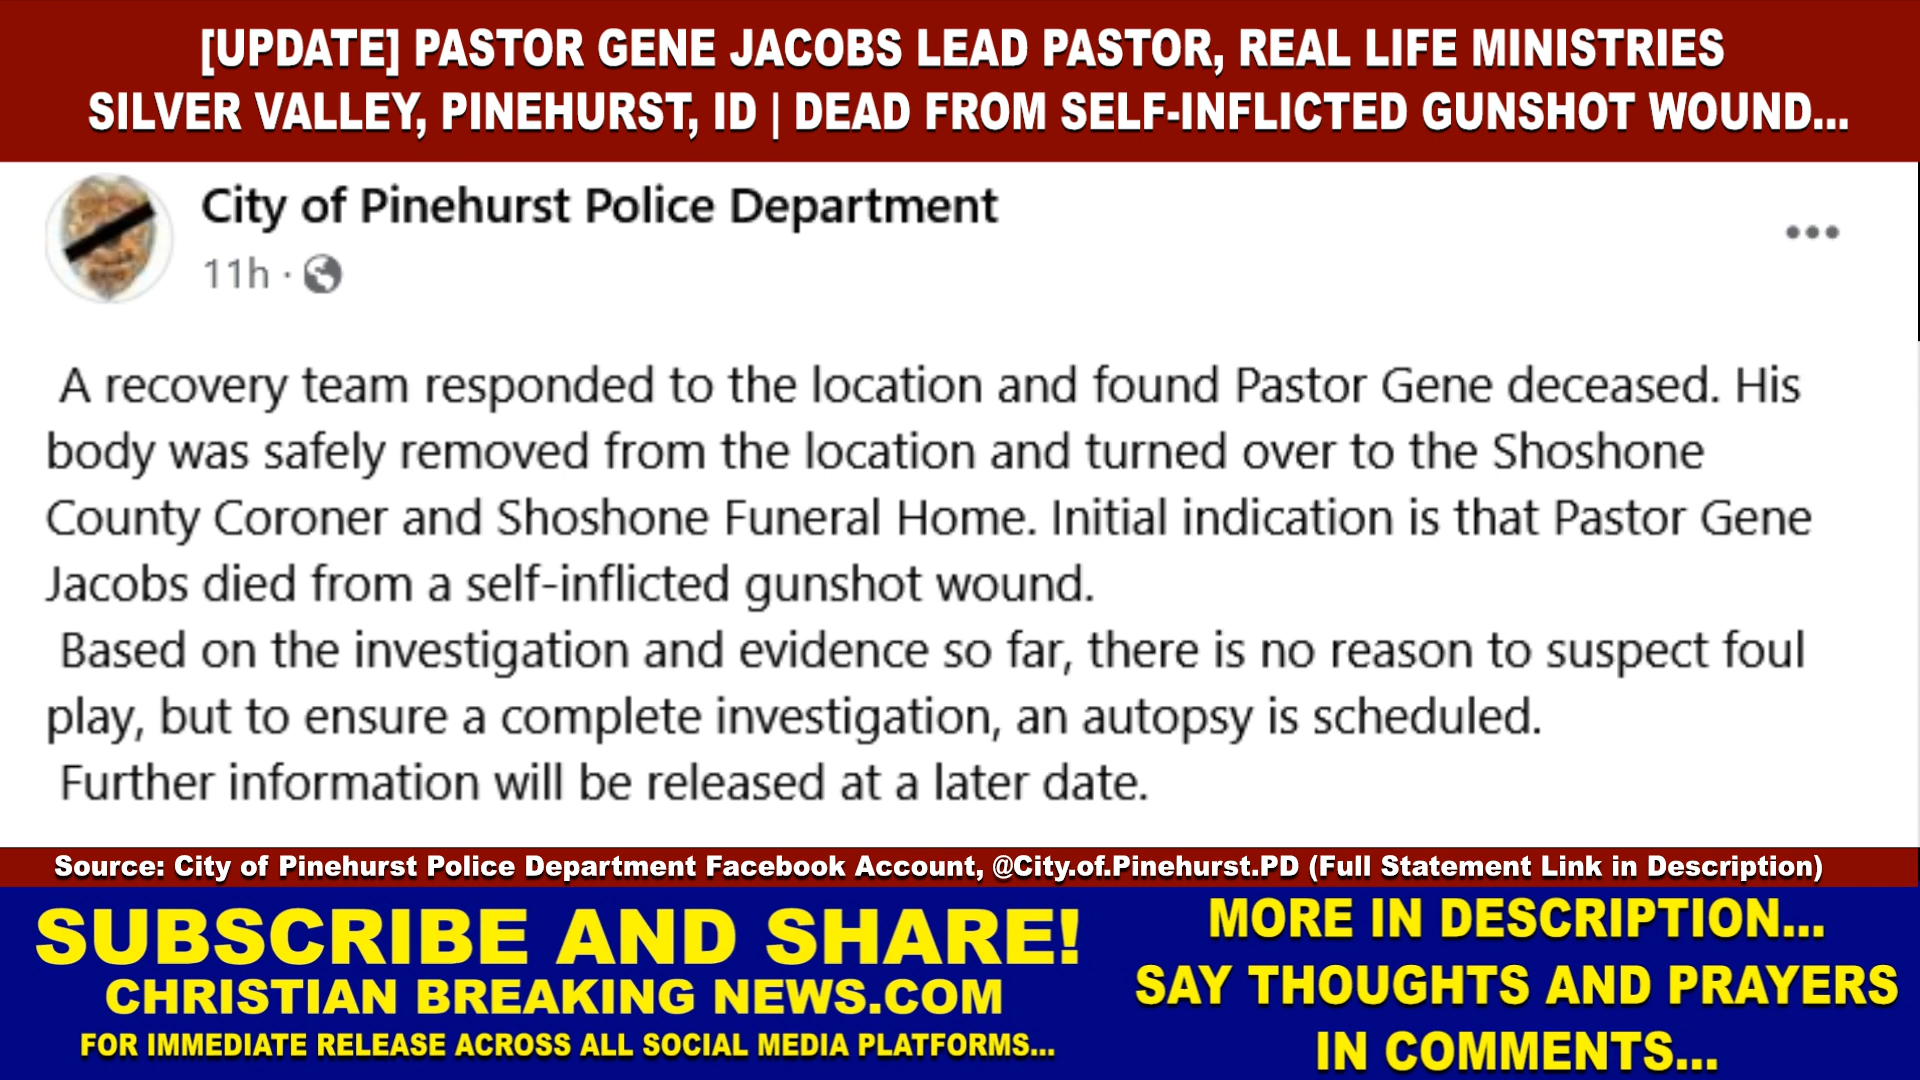 [UPDATE] PASTOR GENE JACOBS LEAD PASTOR, REAL LIFE MINISTRIES
SILVER VALLEY, PINEHURST, ID | DEAD FROM SELF-INFLICTED GUNSHOT WOUND...
City of Pinehurst Police Department
11h ·
A recovery team responded to the location and found Pastor Gene deceased. His
body was safely removed from the location and turned over to the Shoshone
County Coroner and Shoshone Funeral Home. Initial indication is that Pastor Gene
Jacobs died from a self-inflicted gunshot wound.
Based on the investigation and evidence so far, there is no reason to suspect foul
play, but to ensure a complete investigation, an autopsy is scheduled.
Further information will be released at a later date.
Source: City of Pinehurst Police Department Facebook Account, @City.of.Pinehurst.PD (Full Statement Link in Description)
SUBSCRIBE AND SHARE!
CHRISTIAN BREAKING NEWS.COM
FOR IMMEDIATE RELEASE ACROSS ALL SOCIAL MEDIA PLATFORMS...
MORE IN DESCRIPTION...
SAY THOUGHTS AND PRAYERS
IN COMMENTS...